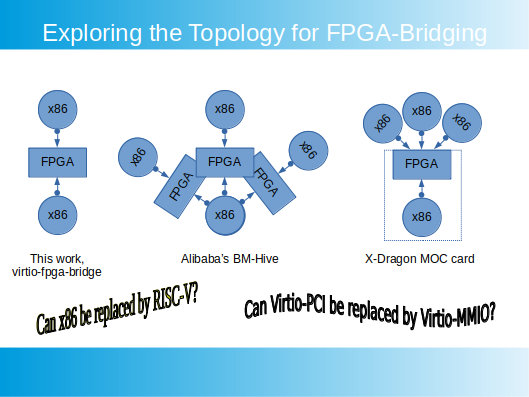 Exploring the Topology for FPGA-Bridging
x86
FPGA
x86
This work,
virtio-fpga-bridge
x86
x86
x86
FPGA
FPGA
FPGA
x86
Alibaba's BM-Hive
x86
x86
x86
FPGA
x86
X-Dragon MOC card
Can x86 be replaced by RISC-V?
Can Virtio-PCI be replaced by Virtio-MMIO?